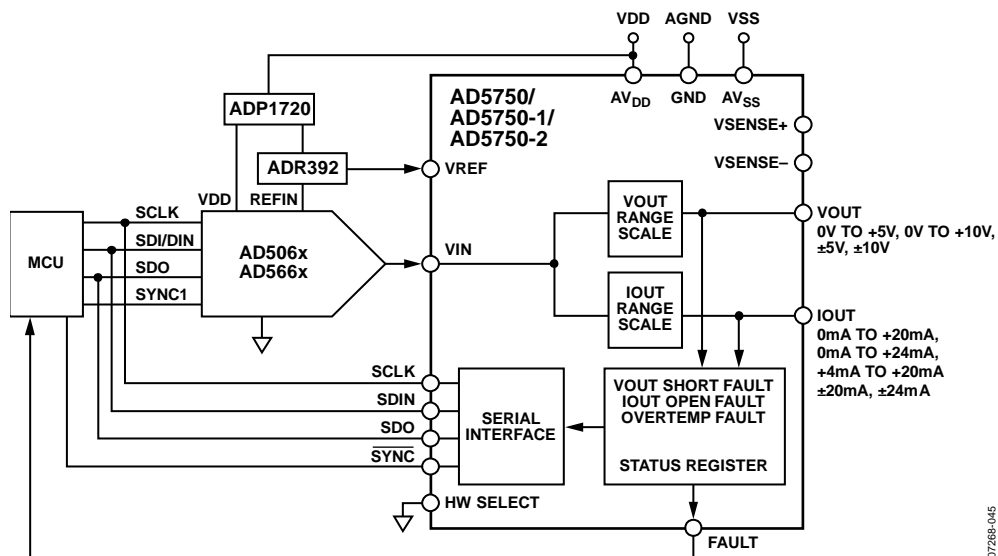 VDD AGND VSS
AVDD GND AVSS
AD5750/
AD5750-1/
AD5750-2
VSENSE+
VSENSE–
ADP1720
ADR392
VREF
VDD REFIN
MCU
SCLK
SDI/DIN
SDO
SYNC1
AD506x
AD566x
VIN
VOUT
RANGE
SCALE
IOUT
RANGE
SCALE
VOUT
0V TO +5V, 0V TO +10V,
±5V, ±10V
IOUT
0mA TO +20mA,
0mA TO +24mA,
+4mA TO +20mA
±20mA, ±24mA
SCLK
SDIN
SDO
SYNC
HW SELECT
SERIAL
INTERFACE
VOUT SHORT FAULT
IOUT OPEN FAULT
OVERTEMP FAULT
STATUS REGISTER
FAULT
07268-045